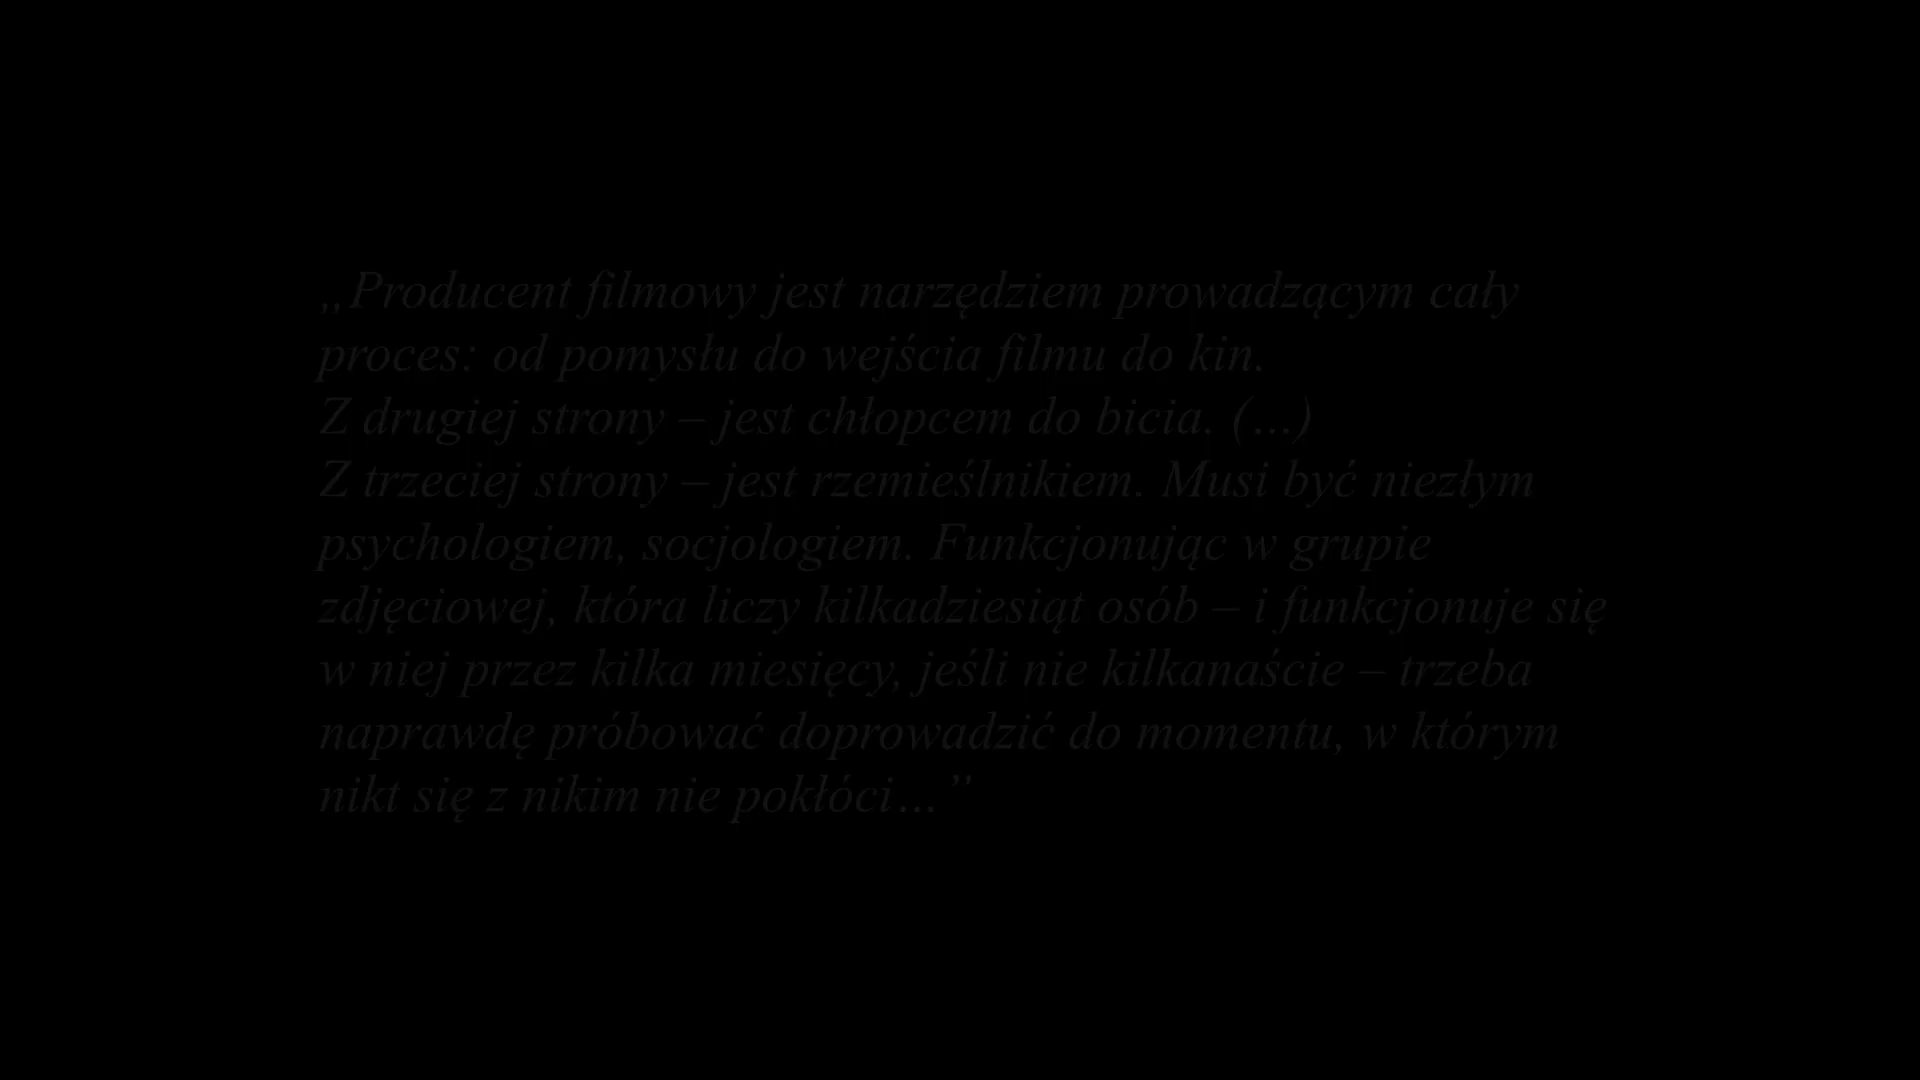 „Producent filmowy jest narzędziem prowadzącym cały
proces: od pomysłu do wejścia filmu do kin.
Z drugiej strony – jest chłopcem do bicia. (…)
Z trzeciej strony – jest rzemieślnikiem. Musi być niezłym
psychologiem, socjologiem. Funkcjonując w grupie
zdjęciowej, która liczy kilkadziesiąt osób – i funkcjonuje się
w niej przez kilka miesięcy, jeśli nie kilkanaście – trzeba
naprawdę próbować doprowadzić do momentu, w którym
nikt się z nikim nie pokłóci…”